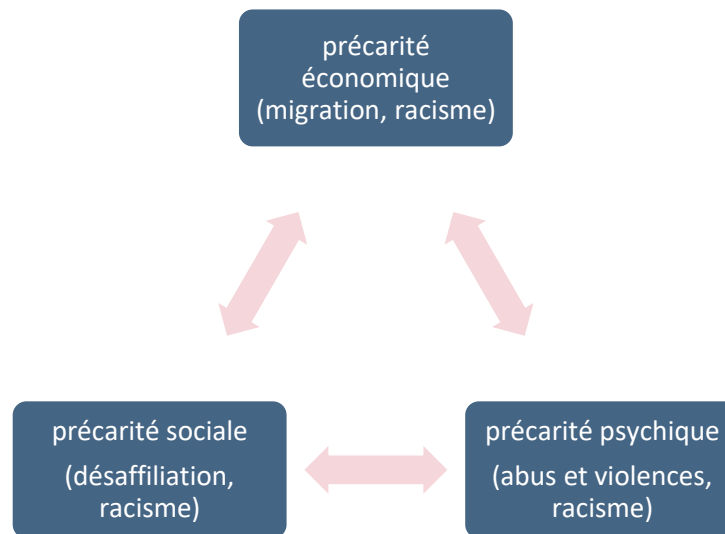 précarité
économique
(migration, racisme)
précarité sociale
(désaffiliation,
racisme)
précarité psychique
(abus et violences,
racisme)